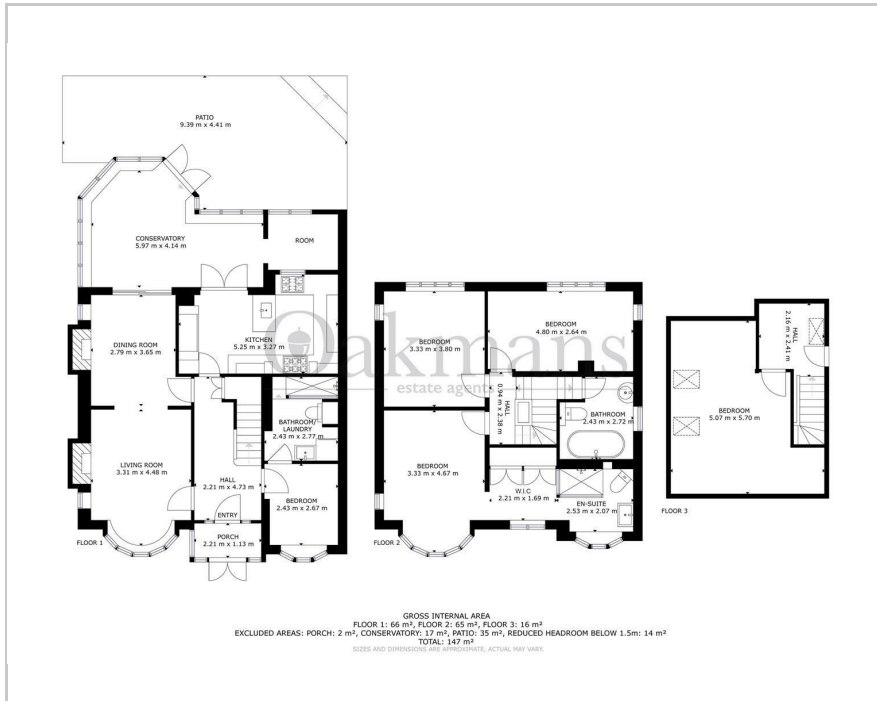 PATIO
9.39 m x 4.41 m
CONSERVATORY
5.97 m x 4.14 m
ROOM
DINING ROOM
2.79 m x 3.65 m
KITCHEN
5.25 m x 3.27 m
BATHROOM/
LAUNDRY
2.43 m x 2.77 m
LIVING ROOM
3.31 m x 4.48 m
HALL
2.21 m x 4.73 m
BEDROOM
2.43 m x 2.67 m
ENTRY
PORCH
2.21 m x 1.13 m
FLOOR 1
BEDROOM
3.33 m x 3.80 m
BEDROOM
4.80 m x 2.64 m
HALL
0.94 m x 2.38 m
BATHROOM
2.43 m x 2.72 m
BEDROOM
3.33 m x 4.67 m
W.I.C
2.21 m x 1.69 m
EN-SUITE
2.53 m x 2.07 m
FLOOR 2
HALL
2.16 m x 2.41 m
BEDROOM
5.07 m x 5.70 m
FLOOR 3
Oakmans
estate agents
GROSS INTERNAL AREA
FLOOR 1: 66 m², FLOOR 2: 65 m², FLOOR 3: 16 m²
EXCLUDED AREAS: PORCH: 2 m², CONSERVATORY: 17 m², PATIO: 35 m², REDUCED HEADROOM BELOW 1.5m: 14 m²
TOTAL: 147 m²
SIZES AND DIMENSIONS ARE APPROXIMATE, ACTUAL MAY VARY.